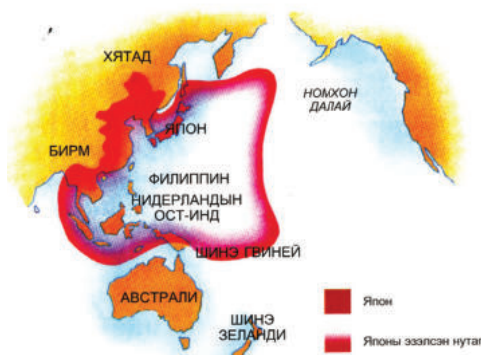 ХЯТАД
НОМХОН
ДАЛАЙ
ЯПОН
БИРМ
ФИЛИППИН
НИДЕРЛАНДЫН
ОСТ-ИНД
ШИНЭ ГВИНЕЙ
АВСТРАЛИ
ШИНЭ
ЗЕЛАНДИ
Япон
Японы эзэлсэн нутаг